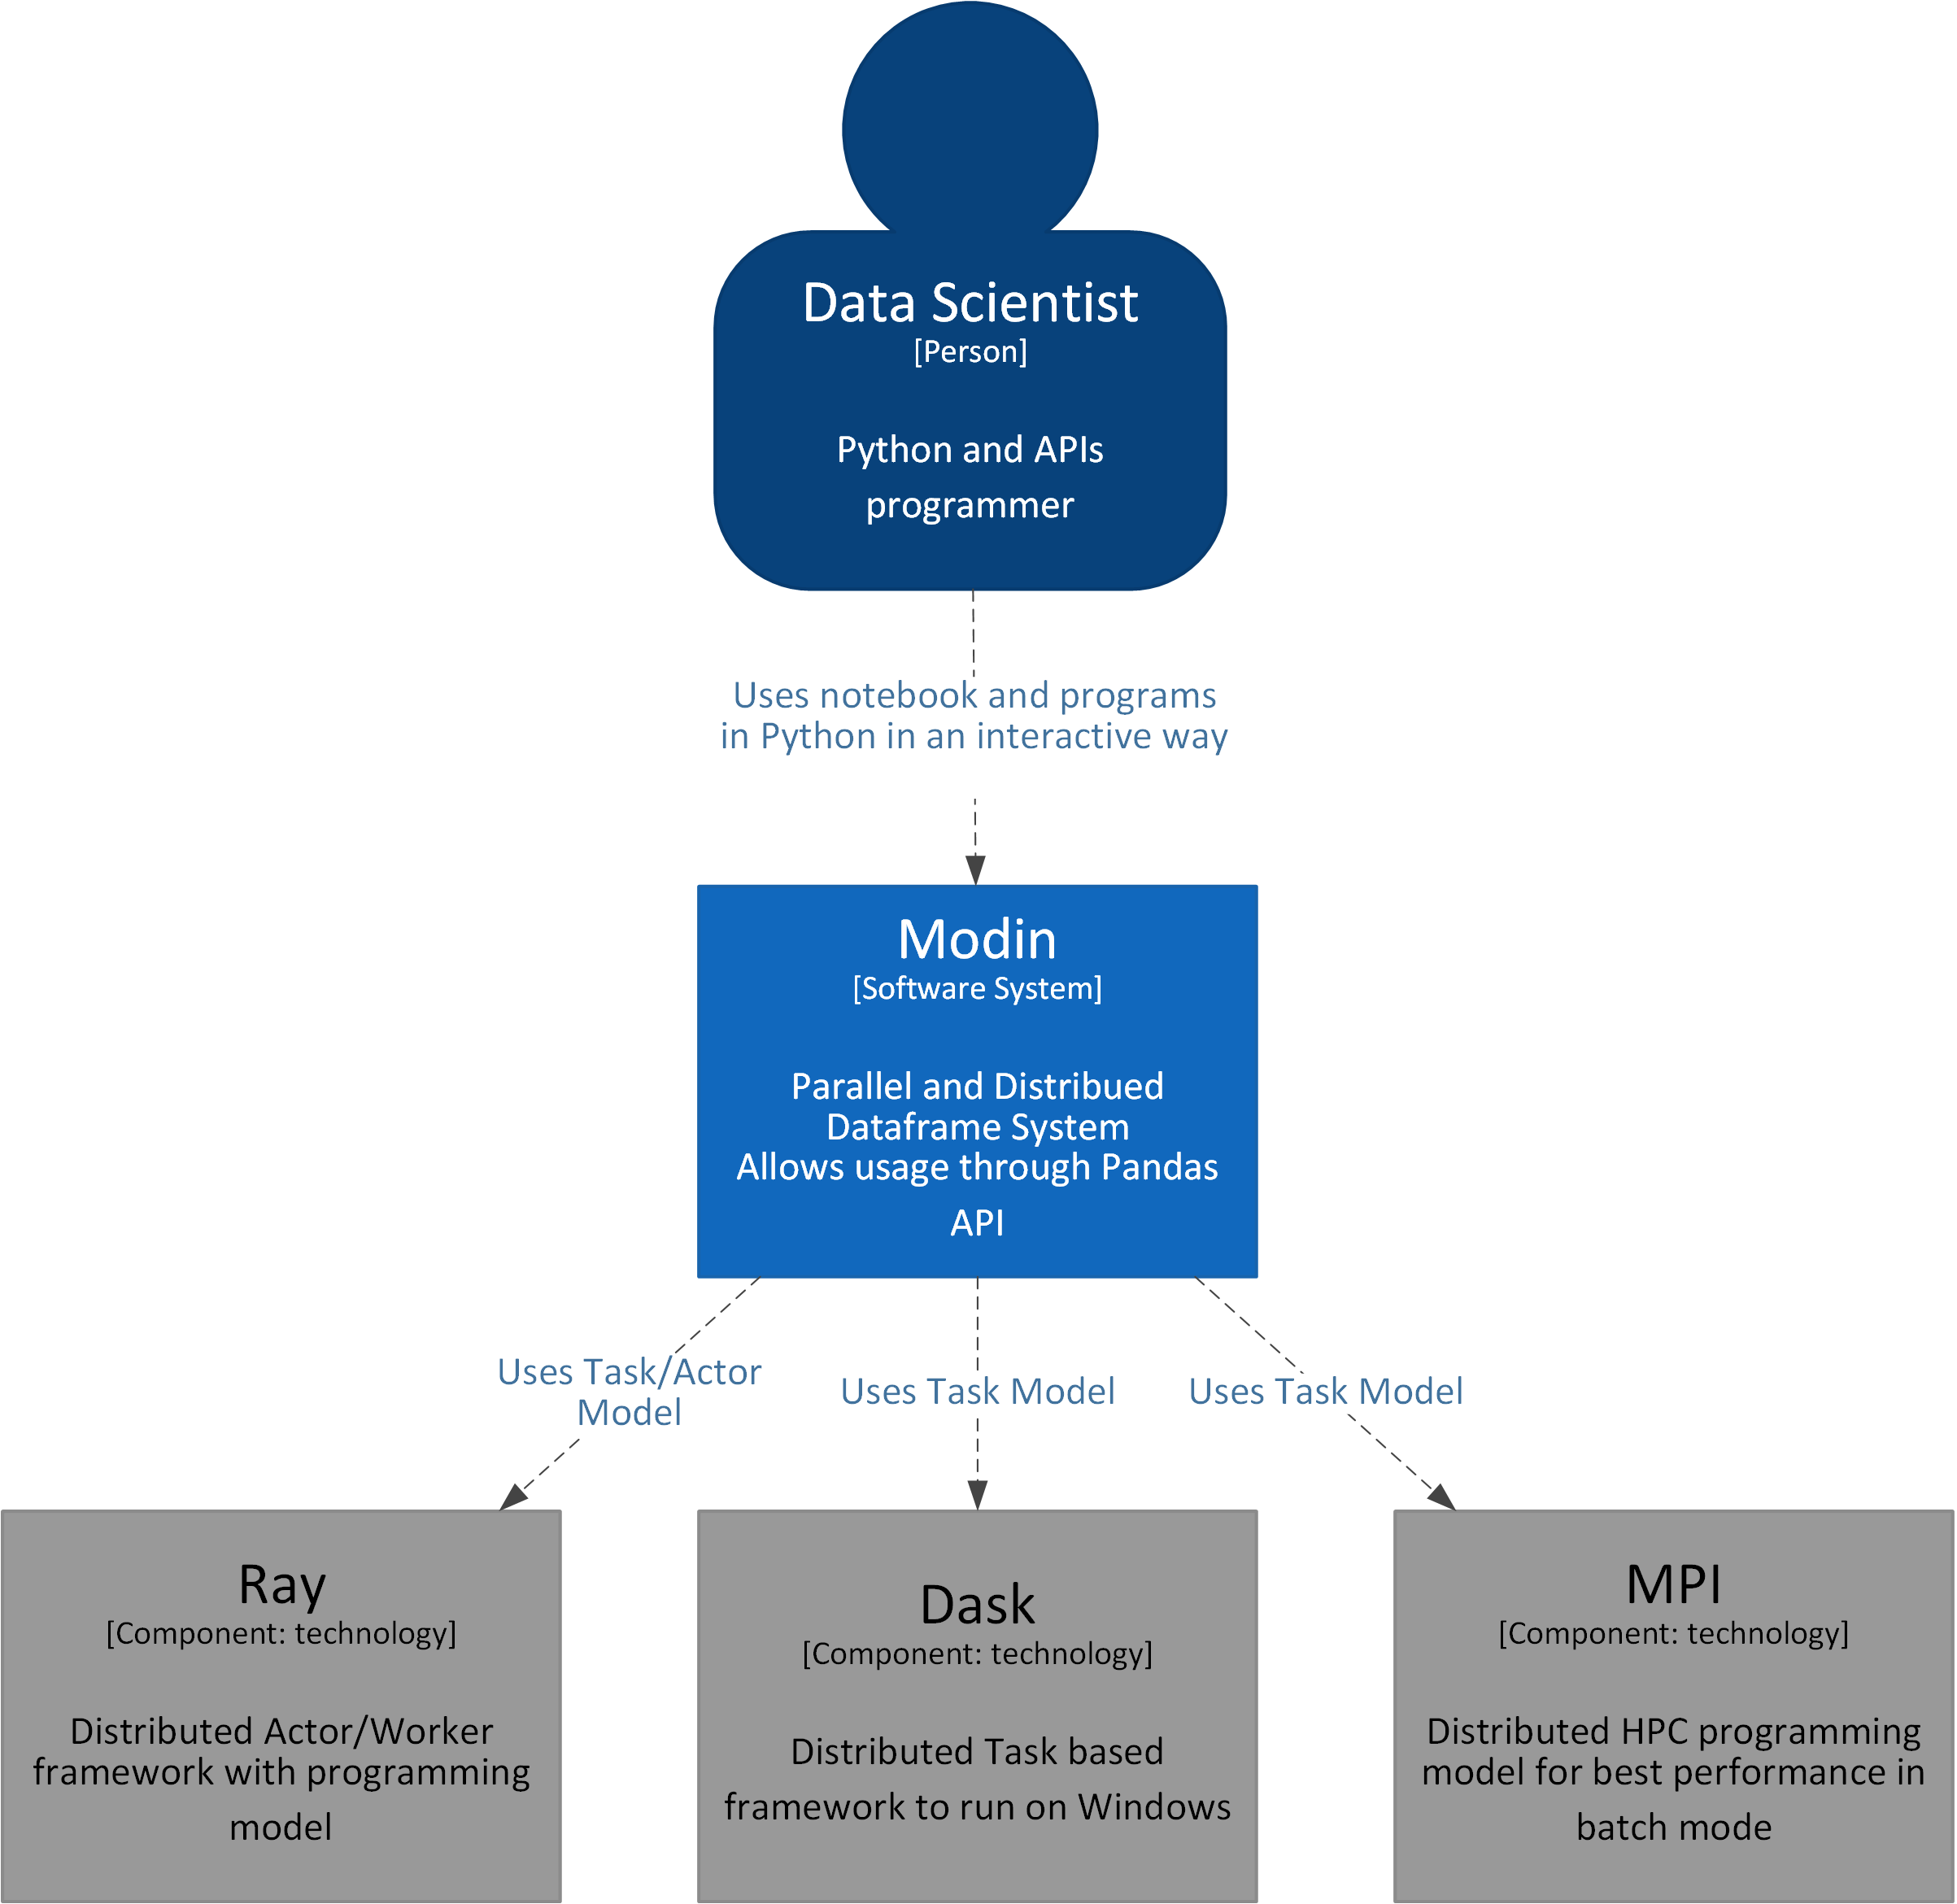 Data Scientist
[Person]
Python and APIs
programmer
Uses notebook and programs
in Python in an interactive way
Modin
[Software System]
Parallel and Distribued
Dataframe System
Allows usage through Pandas
API
Uses Task/Actor
Model
Uses Task Model
Uses Task Model
Ray
[Component: technology]
Distributed Actor/Worker
framework with programming
model
Dask
[Component: technology]
Distributed Task based
framework to run on Windows
MPI
[Component: technology]
Distributed HPC programming
model for best performance in
batch mode